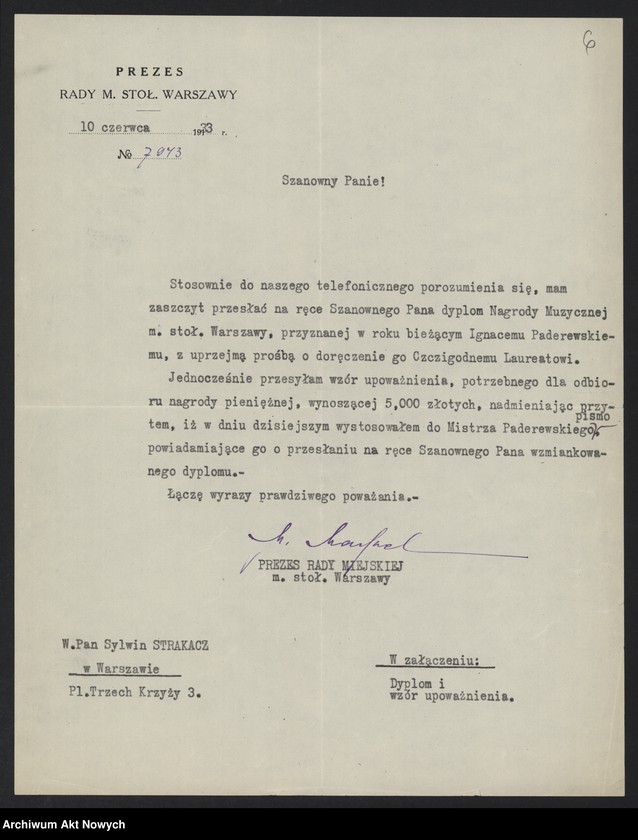 6
PREZES
RADY M. STOŁ. WARSZAWY
10 czerwca 1933 r.
№ 7943
Szanowny Panie!
Stosownie do naszego telefonicznego porozumienia się, mam
zaszczyt przesłać na ręce Szanownego Pana dyplom Nagrody Muzycznej
m. stoł. Warszawy, przyznanej w roku bieżącym Ignacemu Paderewskie-
mu, z uprzejmą prośbą o doręczenie go Czczigodnemu Laureatowi.
Jednocześnie przesyłam wzór upoważnienia, potrzebnego dla odbio-
ru nagrody pieniężnej, wynoszącej 5,000 złotych, nadmieniając przy-
pismo
tem, iż w dniu dzisiejszym wystosowałem do Mistrza Paderewskiego,
powiadamiające go o przesłaniu na ręce Szanownego Pana wzmiankowa-
nego dyplomu.-
Łączę wyrazy prawdziwego poważania.-
PREZES RADY MIEJSKIEJ
m. stoł. Warszawy
W.Pan Sylwin STRAKACZ
w Warszawie
Pl.Trzech Krzyży 3.
W załączeniu:
Dyplom i
wzór upoważnienia.
Archiwum Akt Nowych